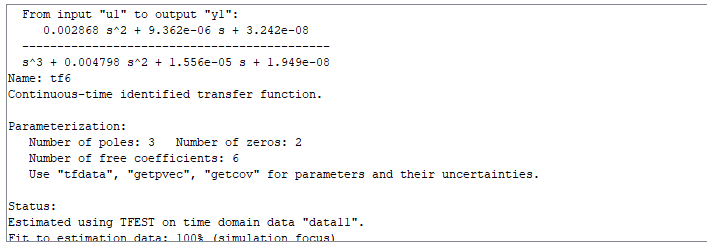 From input "u1" to output "y1":
0.002868 s^2 + 9.362e-06 s + 3.242e-08
----------------------------------------
s^3 + 0.004798 s^2 + 1.556e-05 s + 1.949e-08
Name: tf6
Continuous-time identified transfer function.
Parameterization:
Number of poles: 3   Number of zeros: 2
Number of free coefficients: 6
Use "tfdata", "getpvec", "getcov" for parameters and their uncertainties.
Status:
Estimated using TFEST on time domain data "data11".
Fit to estimation data: 100% (simulation focus)